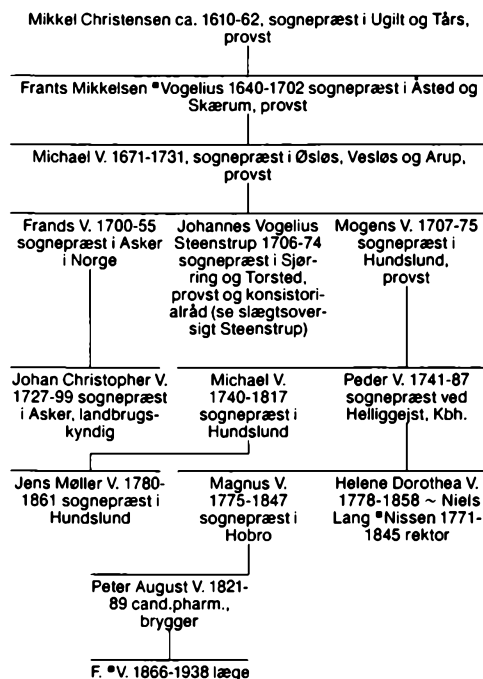 Mikkel Christensen ca. 1610-62, sognepræst i Ugilt og Tårs,
provst
Frants Mikkelsen *Vogelius 1640-1702 sognepræst i Åsted og
Skærum, provst
Michael V. 1671-1731, sognepræst i Øsløs, Vesløs og Arup,
provst
Frands V. 1700-55
sognepræst i Asker
i Norge
Johannes Vogelius
Steenstrup 1706-74
sognepræst i Sjør-
ring og Torsted,
provst og konsistori-
alråd (se slægtsover-
sigt Steenstrup)
Mogens V. 1707-75
sognepræst i
Hundslund,
provst
Johan Christopher V.
1727-99 sognepræst
i Asker, landbrugs-
kyndig
Michael V.
1740-1817
sognepræst i
Hundslund
Peder V. 1741-87
sognepræst ved
Helliggejst, Kbh.
Jens Møller V. 1780-
1861 sognepræst i
Hundslund
Magnus V.
1775-1847
sognepræst i
Hobro
Helene Dorothea V.
1778-1858 ~ Niels
Lang *Nissen 1771-
1845 rektor
Peter August V. 1821-
89 cand.pharm.,
brygger
F. *V. 1866-1938 læge